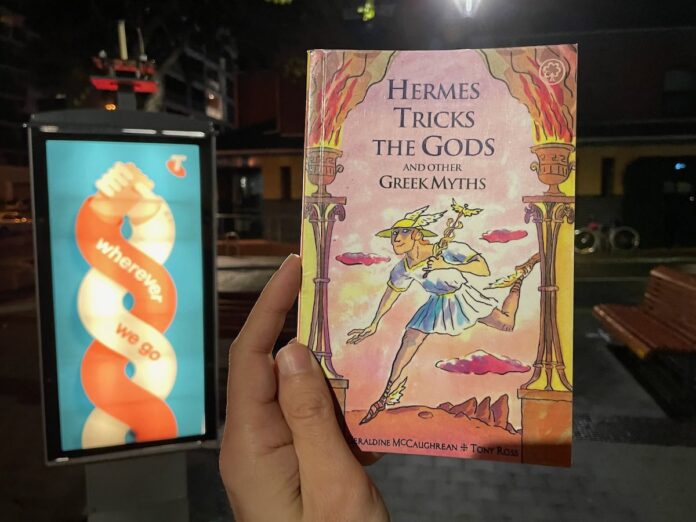 HERMES
TRICKS
THE GODS
AND OTHER
GREEK MYTHS
ERALDINE MCCAUGHREAN ✠ TONY ROSS
wherever
we go